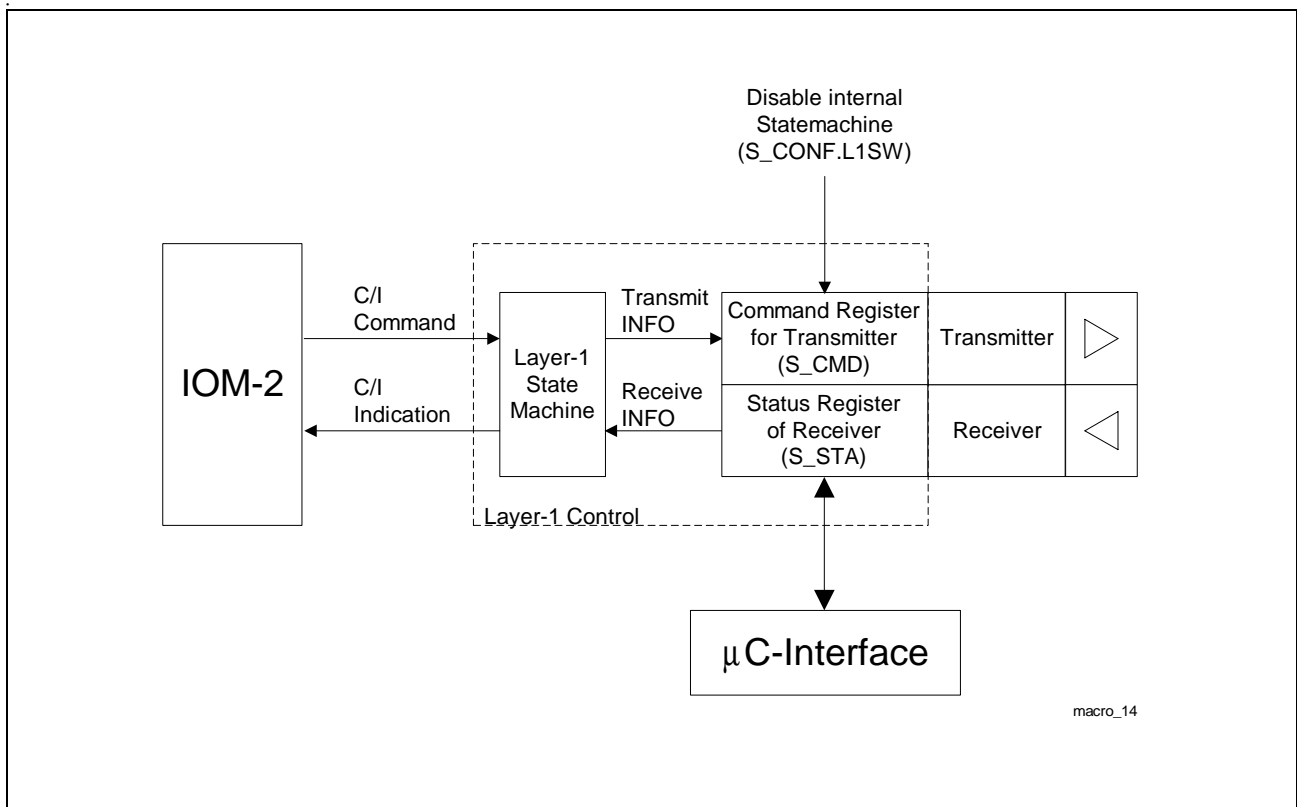 .
Disable internal
Statemachine
(S_CONF.L1SW)
IOM-2
C/I
Command
C/I
Indication
Layer-1
State
Machine
Transmit
INFO
Receive
INFO
Command Register
for Transmitter
(S_CMD)
Transmitter
Status Register
of Receiver
(S_STA)
Receiver
Layer-1 Control
µC-Interface
macro_14